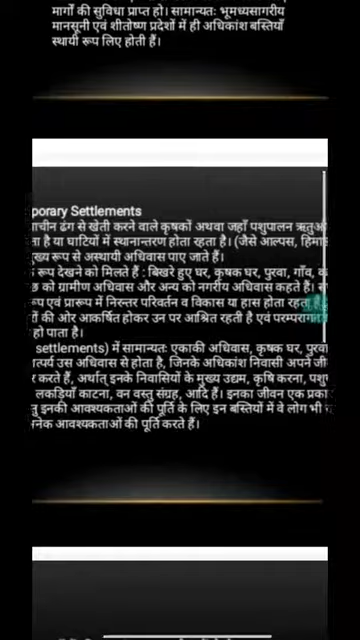 मार्गों की सुविधा प्राप्त हो। सामान्यतः भूमध्यसागरीय
मानसूनी एवं शीतोष्ण प्रदेशों में ही अधिकांश बस्तियाँ
स्थायी रूप लिए होती हैं।
porary Settlements
ाचीन ढंग से खेती करने वाले कृषकों अथवा जहाँ पशुपालन ऋतुओं
ता है या घाटियों में स्थानान्तरण होता रहता है। (जैसे आल्पस, हिमा
मुख्य रूप से अस्थायी अधिवास पाए जाते हैं।
रूप देखने को मिलते हैं : बिखरे हुए घर, कृषक घर, पुरवा, गाँव,
को ग्रामीण अधिवास और अन्य को नगरीय अधिवास कहते हैं।
रूप एवं प्रारूप में निरन्तर परिवर्तन व विकास या हास होता रहता है
ों की ओर आकर्षित होकर उन पर आश्रित रहती है एवं परम्परागत
हो पाता है।
settlements) में सामान्यतः एकाकी अधिवास, कृषक घर, पुरवा
ात्पर्य उस अधिवास से होता है, जिनके अधिकांश निवासी अपने जी
र करते हैं, अर्थात् इनके निवासियों के मुख्य उद्यम, कृषि करना, पशु
लकड़ियाँ काटना, वन वस्तु संग्रह, आदि हैं। इनका जीवन एक प्रका
तु इनकी आवश्यकताओं की पूर्ति के लिए इन बस्तियों में वे लोग भी
नेक आवश्यकताओं की पूर्ति करते हैं।